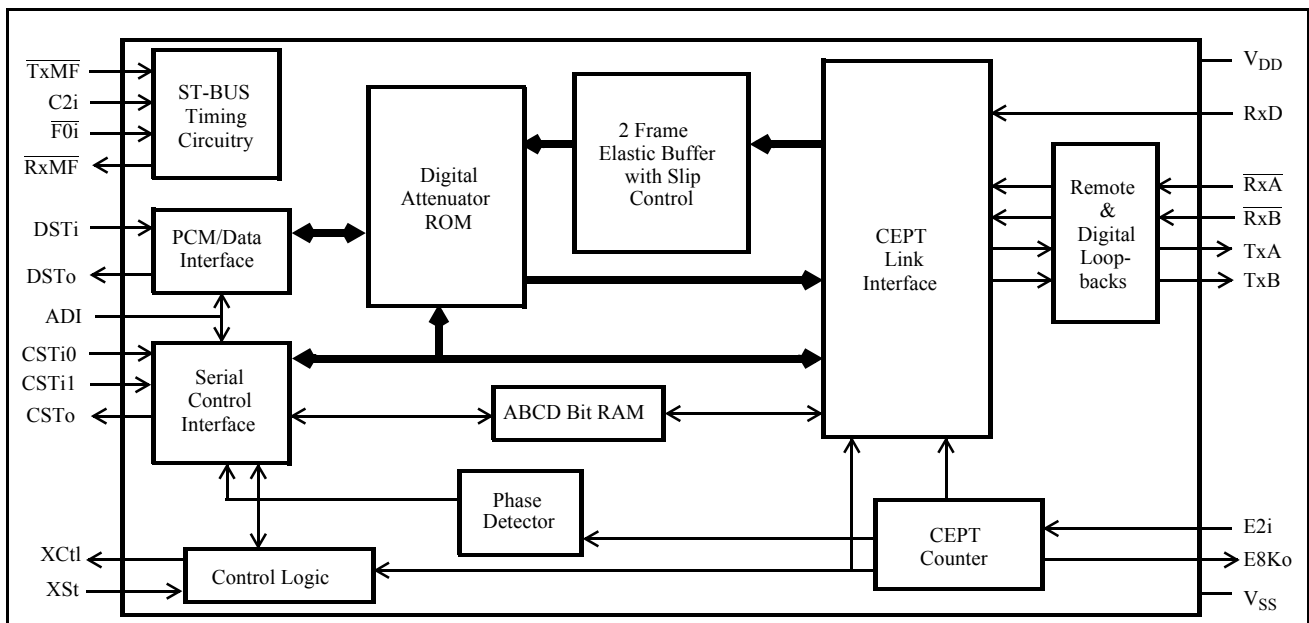 TxMF
C2i
F0i
RxMF
DSTi
DSTo
ADI
CSTi0
CSTi1
CSTo
XCtl
XSt
ST-BUS
Timing
Circuitry
PCM/Data
Interface
Serial
Control
Interface
Control Logic
Digital
Attenuator
ROM
2 Frame
Elastic Buffer
with Slip
Control
ABCD Bit RAM
Phase
Detector
CEPT
Link
Interface
CEPT
Counter
Remote
&
Digital
Loop-
backs
VDD
RxD
RxA
RxB
TxA
TxB
E2i
E8Ko
VSS